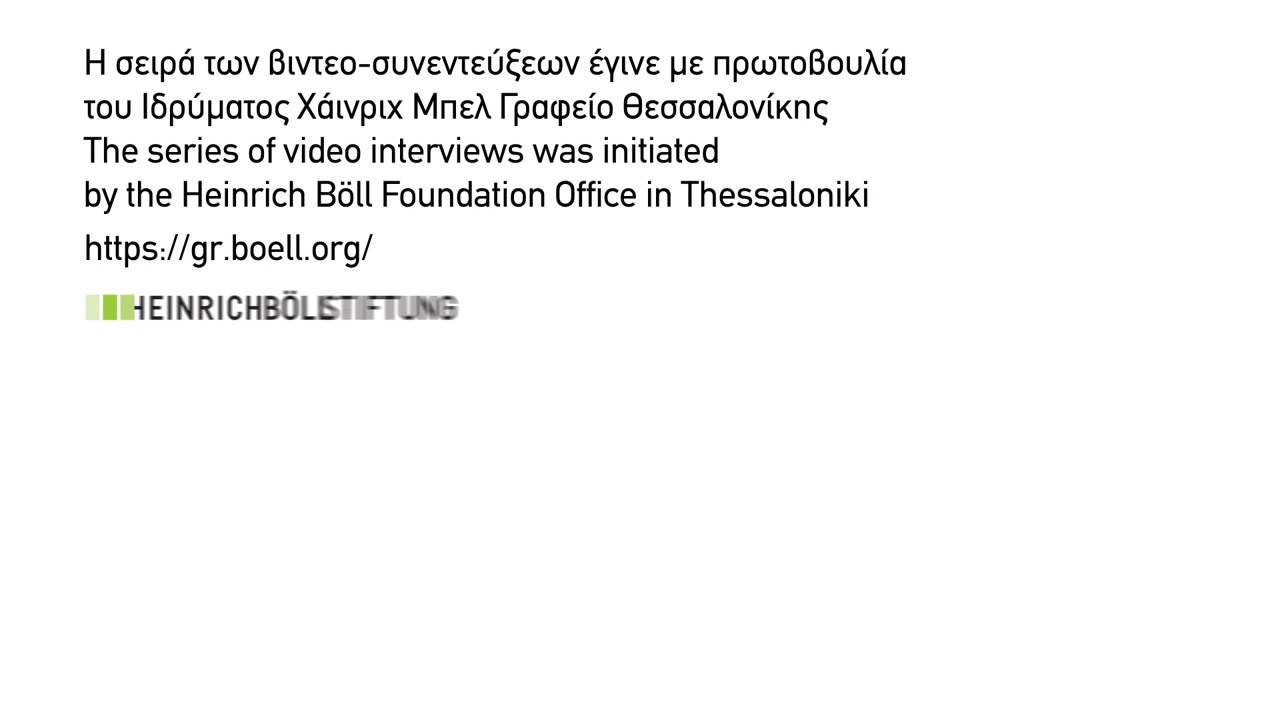 Η σειρά των βιντεο-συνεντεύξεων έγινε με πρωτοβουλία
του Ιδρύματος Χάινριχ Μπελ Γραφείο Θεσσαλονίκης
The series of video interviews was initiated
by the Heinrich Böll Foundation Office in Thessaloniki
https://gr.boell.org/
HEINRICHBÖLLSTIFTUNG